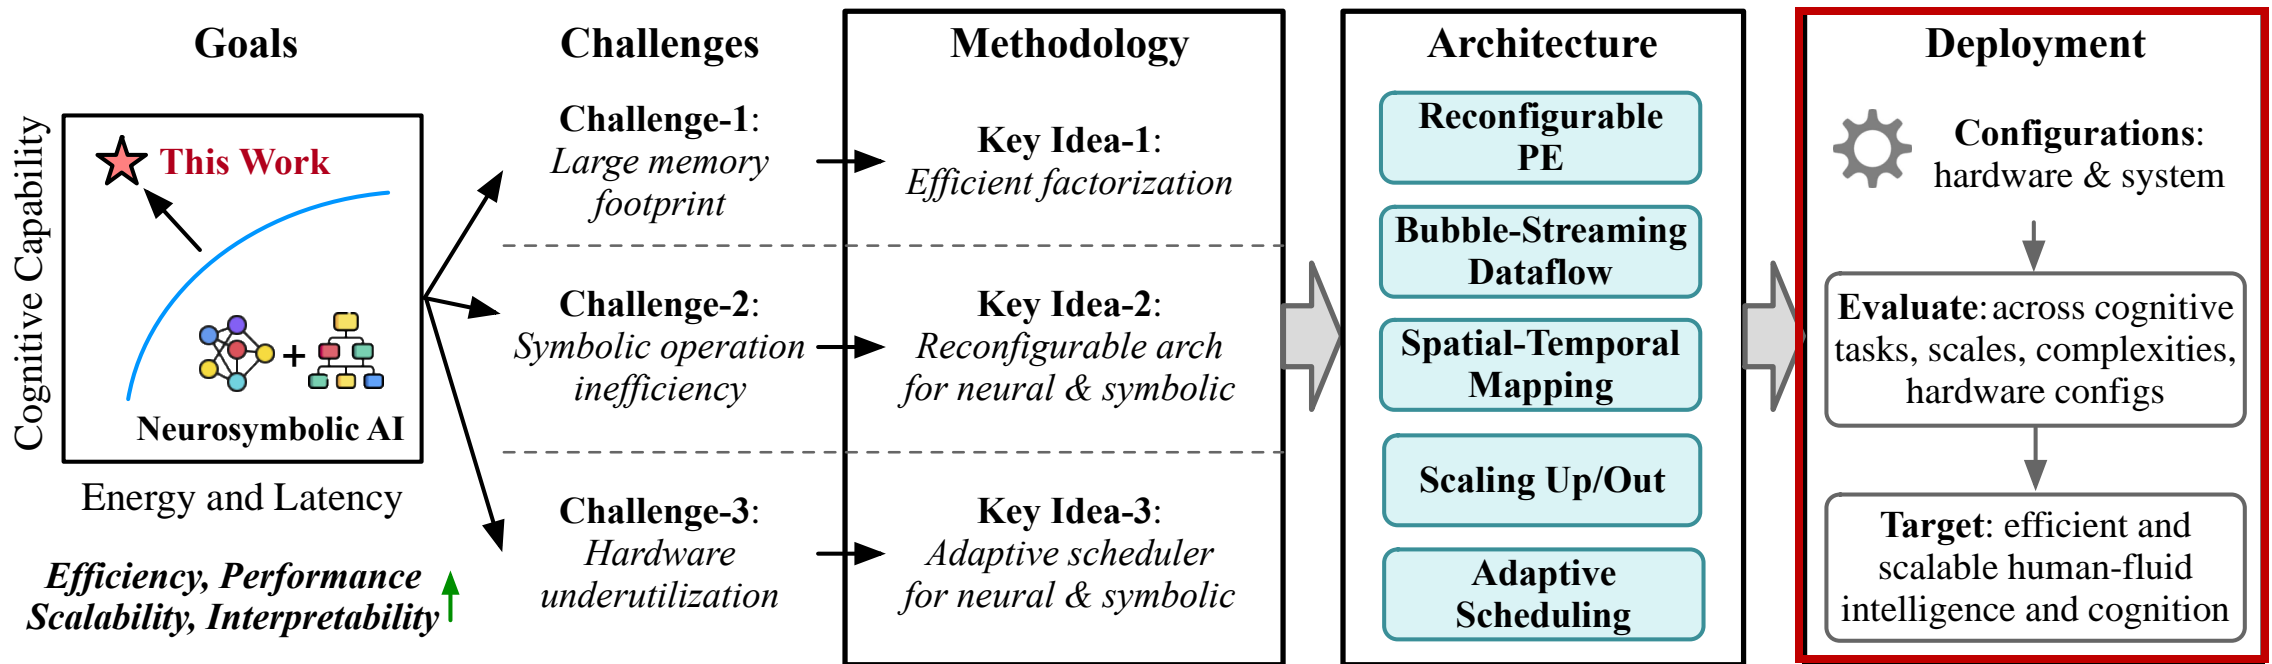 Goals
Cognitive Capability
This Work
Neurosymbolic AI
Energy and Latency
Efficiency, Performance
Scalability, Interpretability
Challenges
Challenge-1:
Large memory
footprint
Challenge-2:
Symbolic operation
inefficiency
Challenge-3:
Hardware
underutilization
Methodology
Key Idea-1:
Efficient factorization
Key Idea-2:
Reconfigurable arch
for neural & symbolic
Key Idea-3:
Adaptive scheduler
for neural & symbolic
Architecture
Reconfigurable
PE
Bubble-Streaming
Dataflow
Spatial-Temporal
Mapping
Scaling Up/Out
Adaptive
Scheduling
Deployment
Configurations:
hardware & system
Evaluate: across cognitive
tasks, scales, complexities,
hardware configs
Target: efficient and
scalable human-fluid
intelligence and cognition